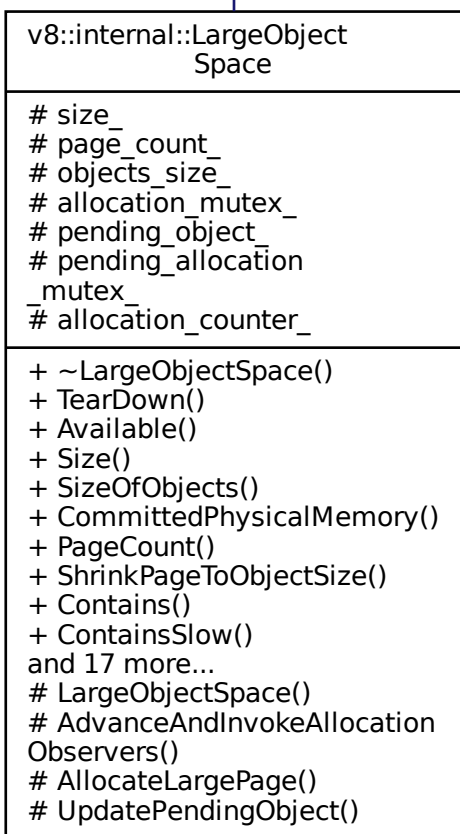 v8::internal::LargeObject
Space
# size_
# page_count_
# objects_size_
# allocation_mutex_
# pending_object_
# pending_allocation
_mutex_
# allocation_counter_
+ ~LargeObjectSpace()
+ TearDown()
+ Available()
+ Size()
+ SizeOfObjects()
+ CommittedPhysicalMemory()
+ PageCount()
+ ShrinkPageToObjectSize()
+ Contains()
+ ContainsSlow()
and 17 more...
# LargeObjectSpace()
# AdvanceAndInvokeAllocation
Observers()
# AllocateLargePage()
# UpdatePendingObject()